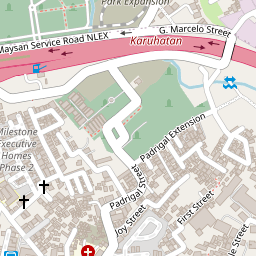 Park Expansion
G. Marcelo Street
Maysan Service Road NLEX
Karuhatan
Milestone
Executive
Homes
Phase 2
Padrigal Extension
Padrigal Street
Joy Street
First Street
Street